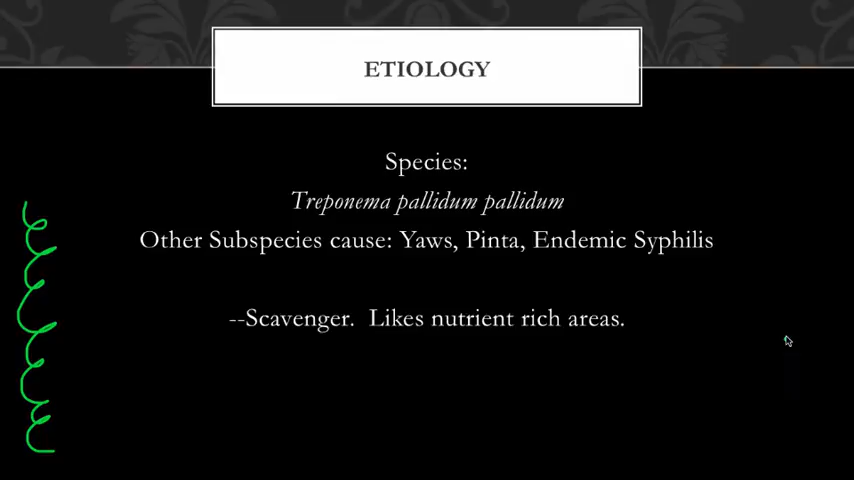 ETIOLOGY
Species:
Treponema pallidum pallidum
Other Subspecies cause: Yaws, Pinta, Endemic Syphilis
--Scavenger.  Likes nutrient rich areas.